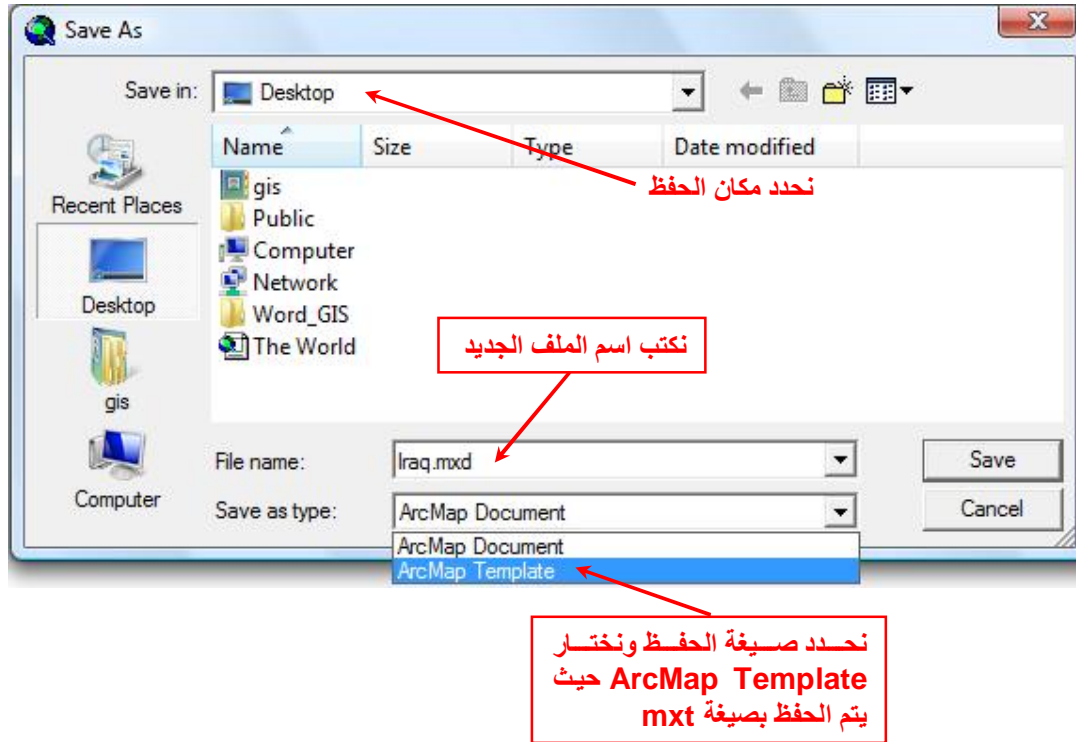 Save As
Save in:
Desktop
Name Size Type Date modified
نحدد مكان الحفظ
gis
Public
Computer
Network
Word_GIS
The World
Recent Places
Desktop
gis
Computer
نكتب اسم الملف الجديد
File name:
Iraq.mxd
Save
Save as type:
ArcMap Document
Cancel
ArcMap Document
ArcMap Template
نحـــدد صـــيغة الحفـــظ ونختـــار
ArcMap Template حيث
يتم الحفظ بصيغة mxt